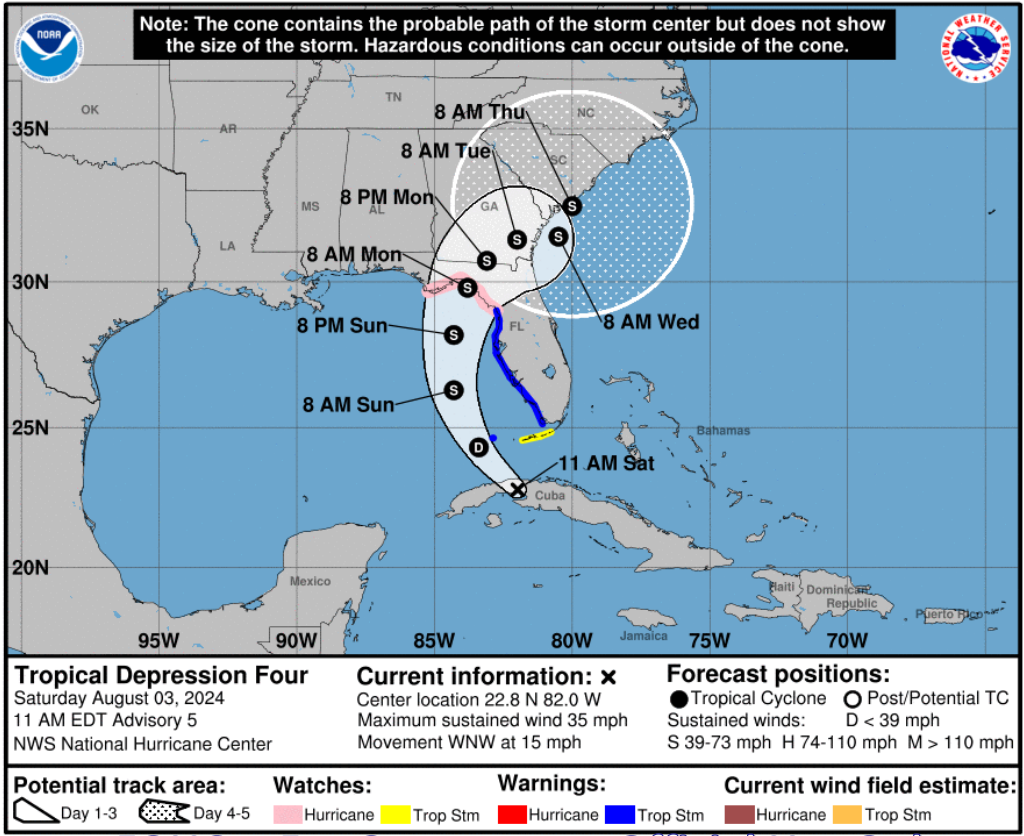 Note: The cone contains the probable path of the storm center but does not show
the size of the storm. Hazardous conditions can occur outside of the cone.
NOAA
NATIONAL WEATHER SERVICE
OK
TN
NC
AR
SC
MS
AL
GA
LA
FL
35N
30N
25N
20N
8 AM Thu
8 AM Tue
8 PM Mon
8 AM Mon
8 PM Sun
8 AM Wed
8 AM Sun
11 AM Sat
S
S
S
S
S
S
S
D
Bahamas
Cuba
Mexico
Haiti
Dominican
Republic
Jamaica
Puerto Rico
95W 90W 85W 80W 75W 70W
Tropical Depression Four
Saturday August 03, 2024
11 AM EDT Advisory 5
NWS National Hurricane Center
Current information: ×
Center location 22.8 N 82.0 W
Maximum sustained wind 35 mph
Movement WNW at 15 mph
Forecast positions:
Tropical Cyclone Post/Potential TC
Sustained winds: D < 39 mph
S 39-73 mph H 74-110 mph M > 110 mph
Potential track area:
Day 1-3 Day 4-5
Watches:
Hurricane Trop Stm
Warnings:
Hurricane Trop Stm
Current wind field estimate:
Hurricane Trop Stm